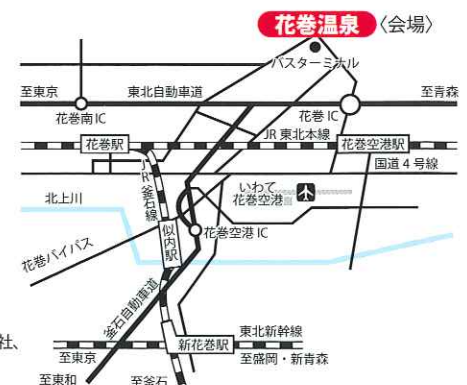 花巻温泉〈会場〉
バスターミナル
至東京
東北自動車道
至青森
花巻南IC
花巻IC
JR東北本線
花巻駅
花巻空港駅
国道4号線
JR釜石線
いわて
花巻空港
北上川
花巻空港IC
似内駅
花巻バイパス
釜石自動車道
社、
東北新幹線
新花巻駅
至東京
至盛岡・新青森
至東和
至釜石